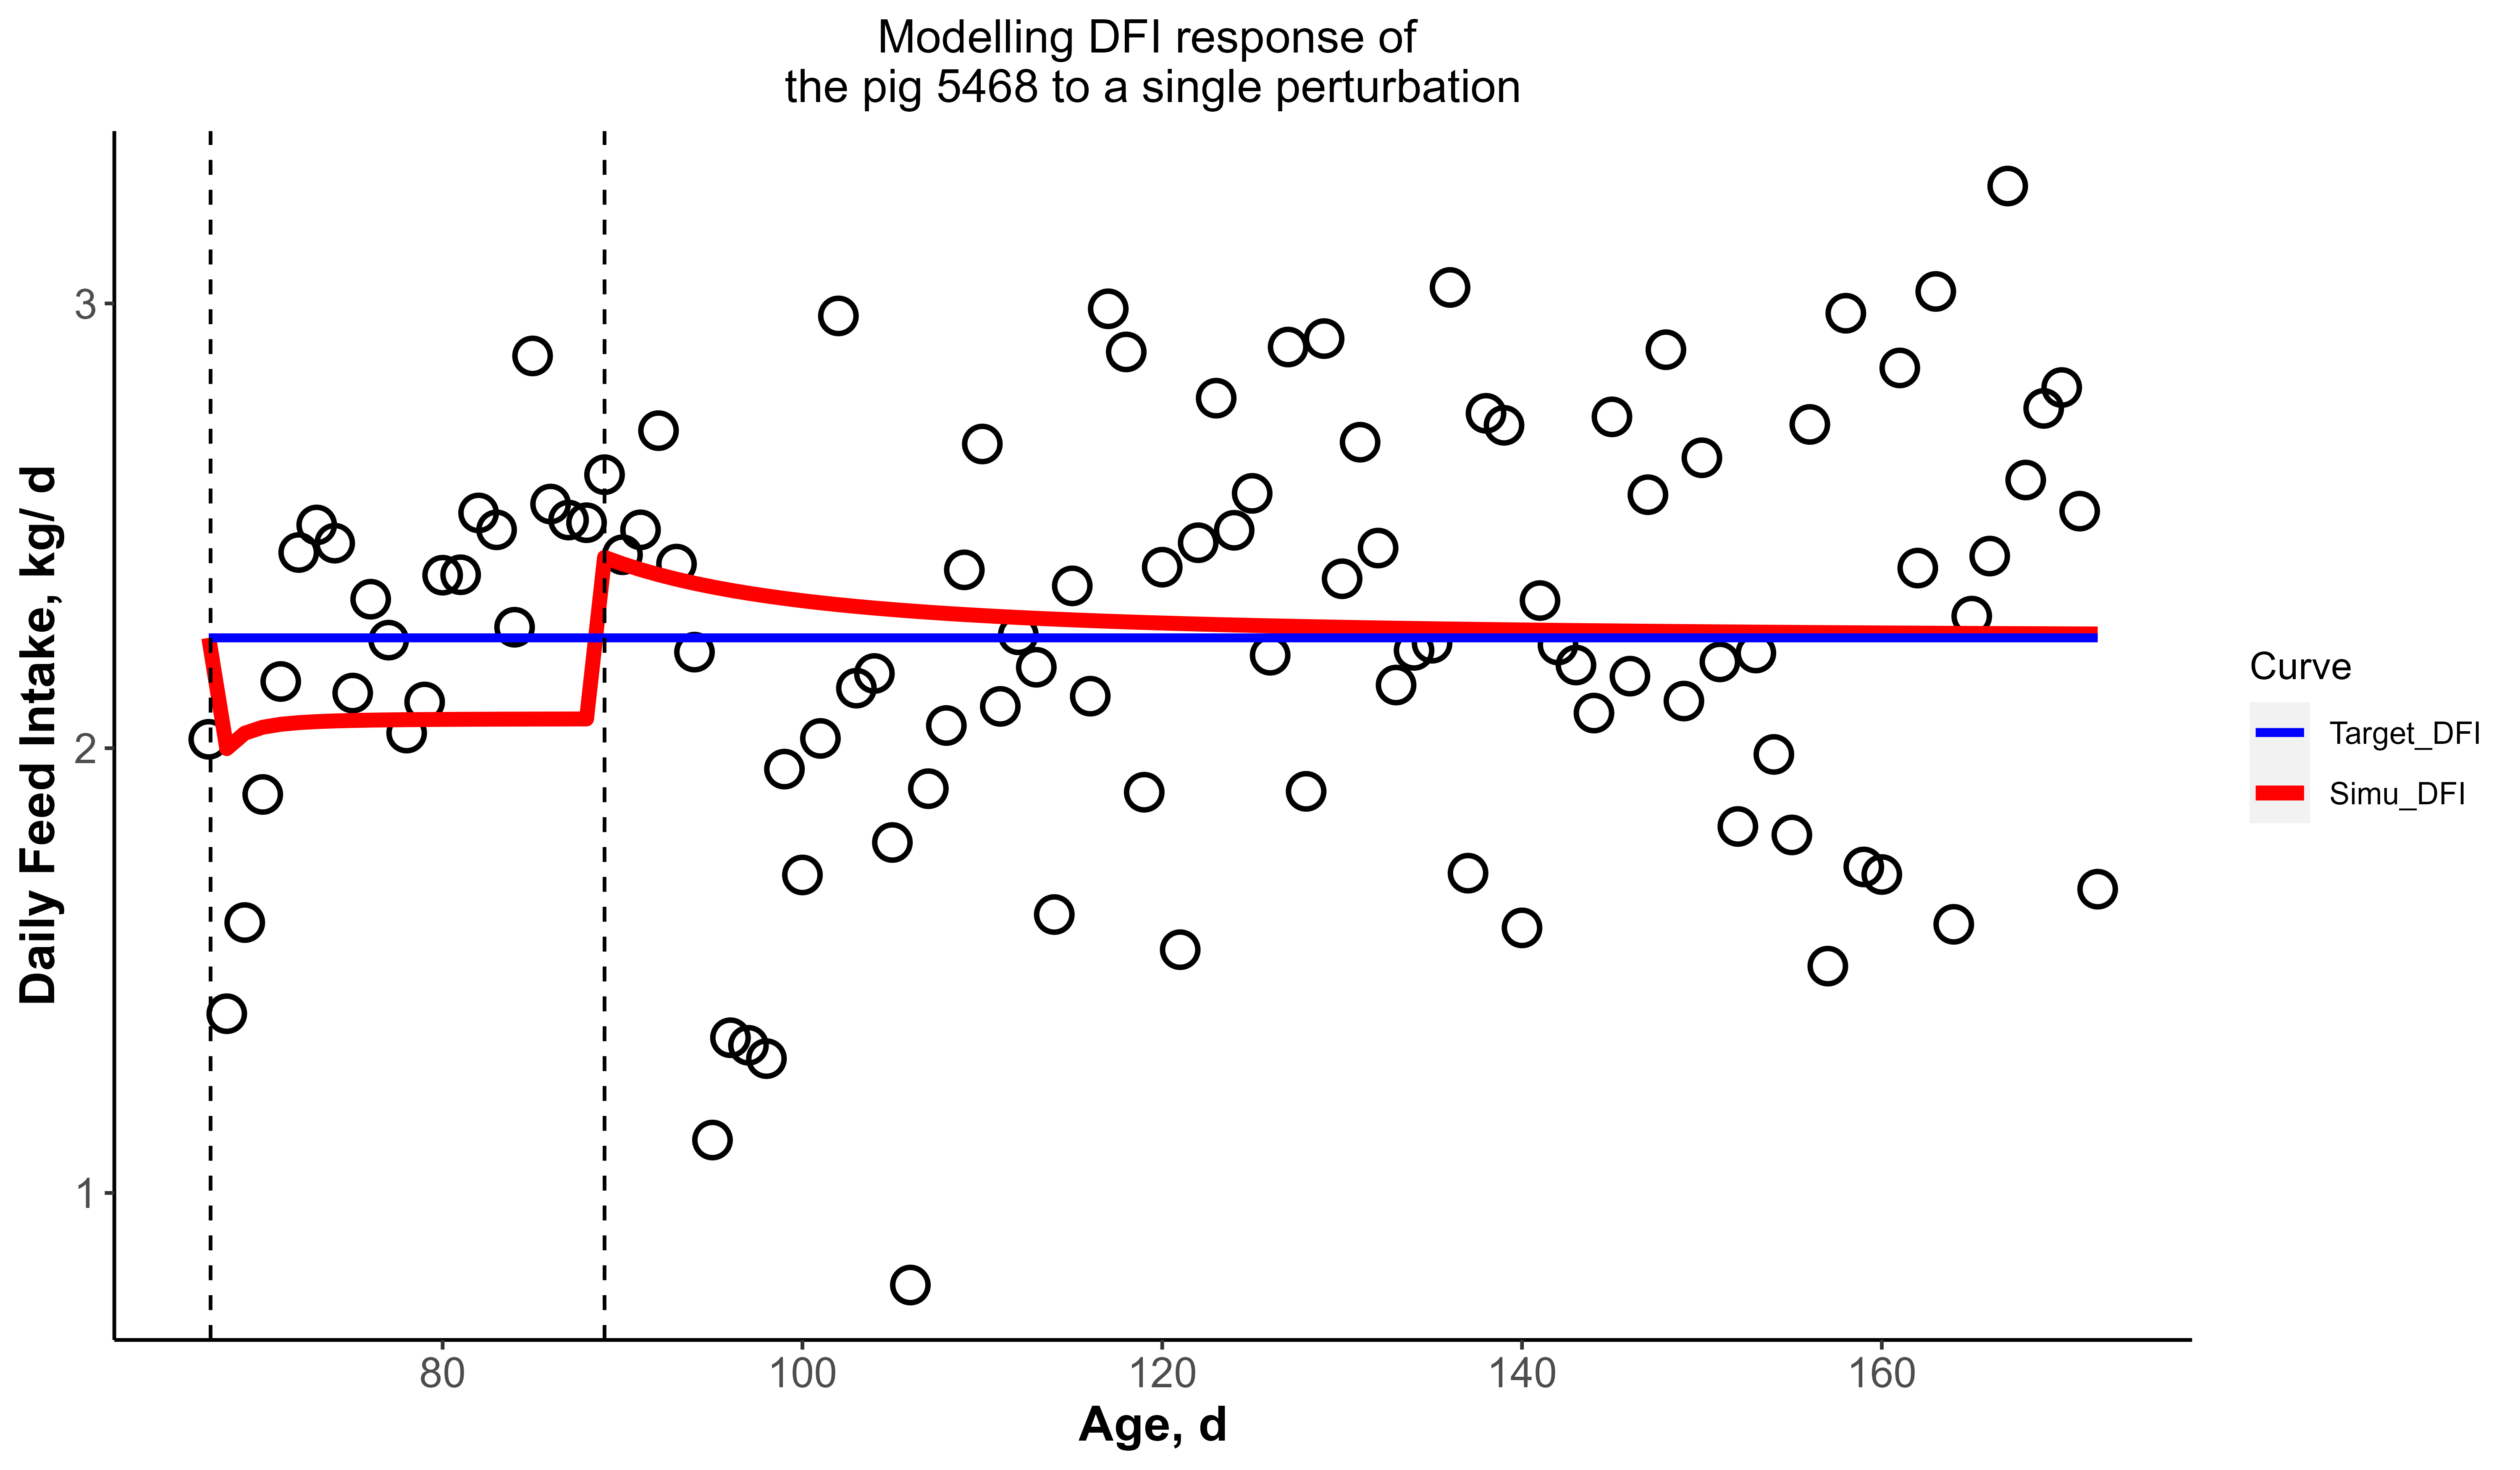 Modelling DFI response of
the pig 5468 to a single perturbation
Daily Feed Intake, kg/ d
3
2
1
80
100
120
140
160
Age, d
Curve
Target_DFI
Simu_DFI